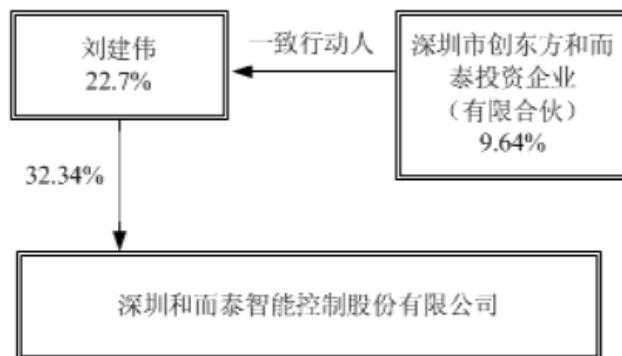 刘建伟
22.7%
一致行动人
深圳市创东方和而
泰投资企业
（有限合伙）
9.64%
32.34%
深圳和而泰智能控制股份有限公司